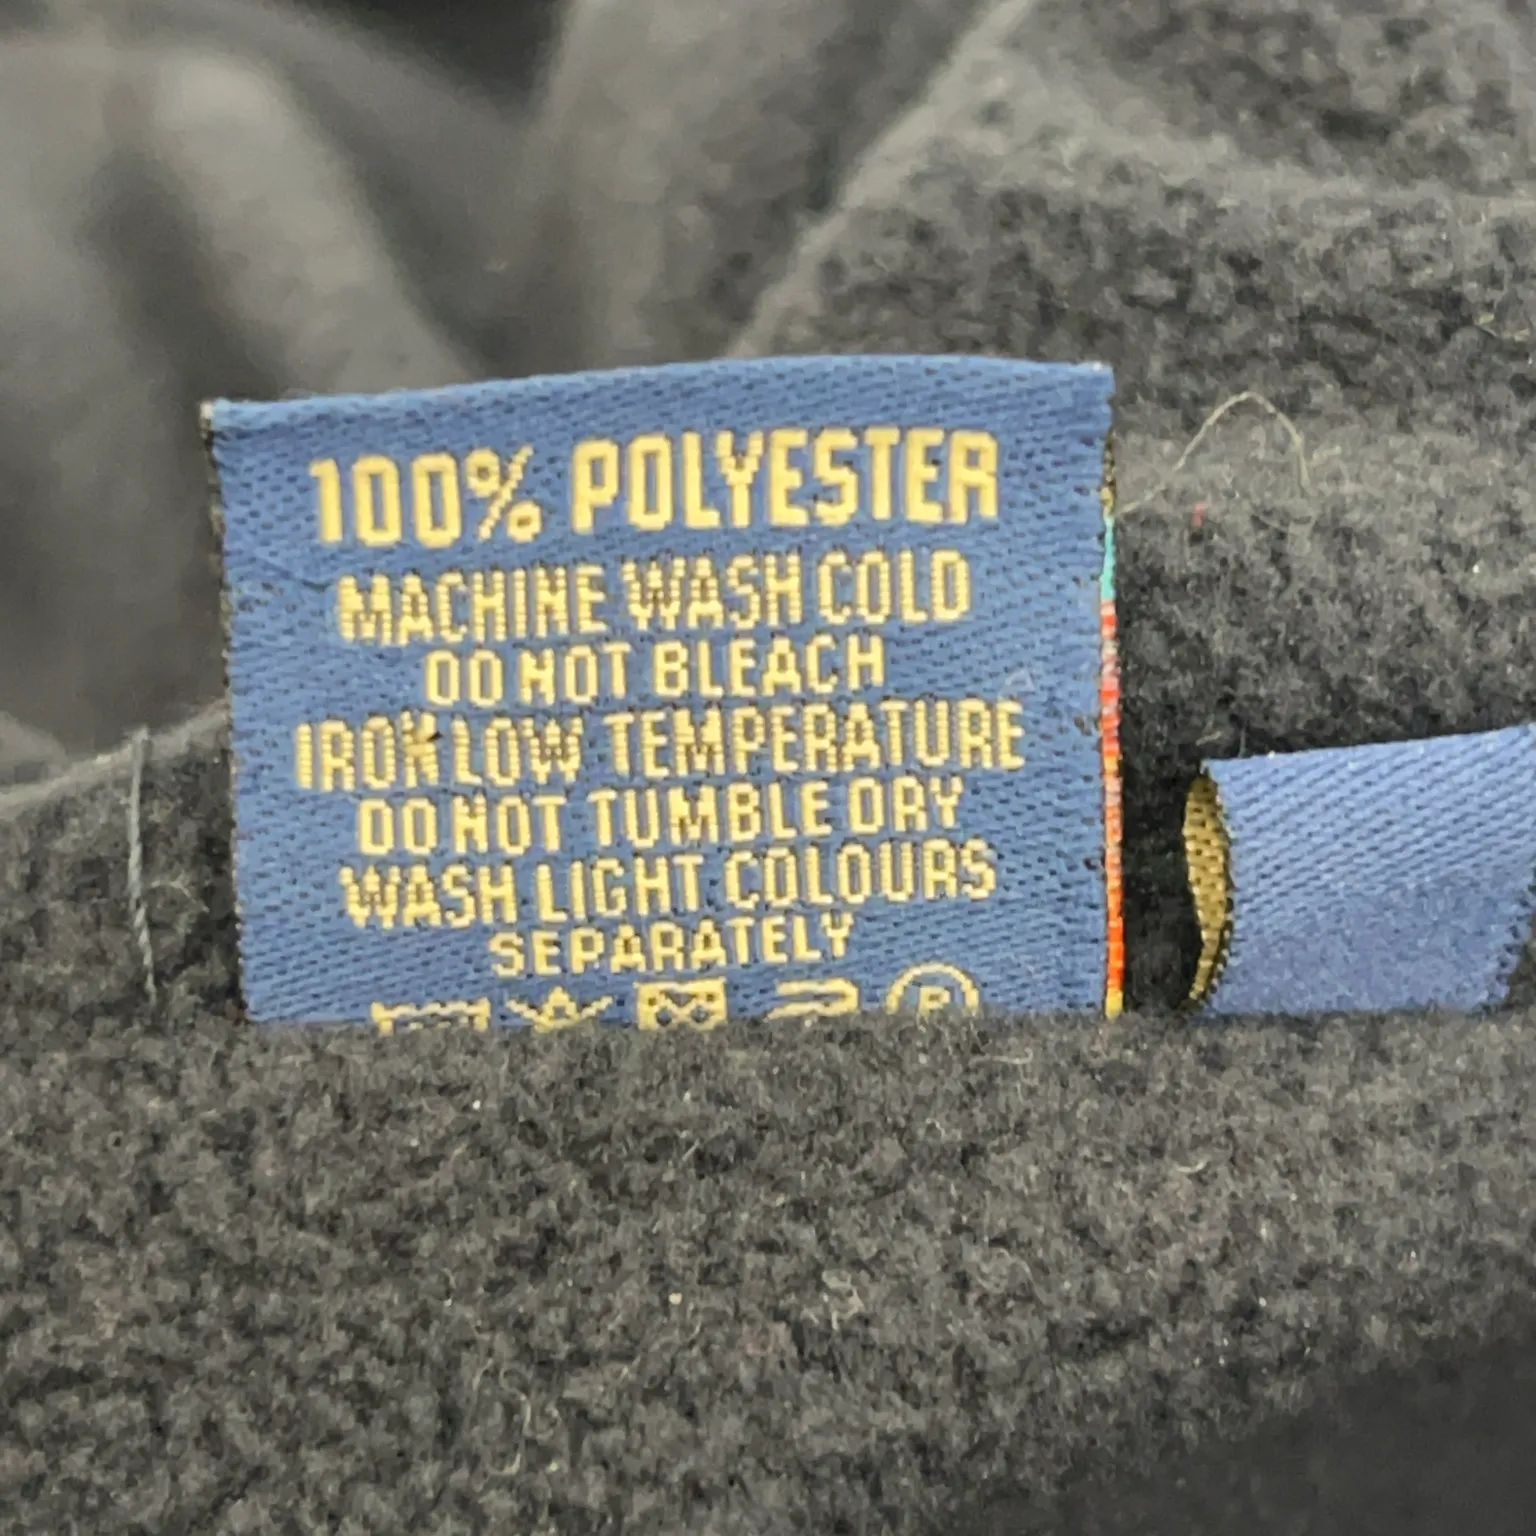 100% POLYESTER
MACHINE WASH COLD
DO NOT BLEACH
IRON LOW TEMPERATURE
DO NOT TUMBLE DRY
WASH LIGHT COLOURS
SEPARATELY